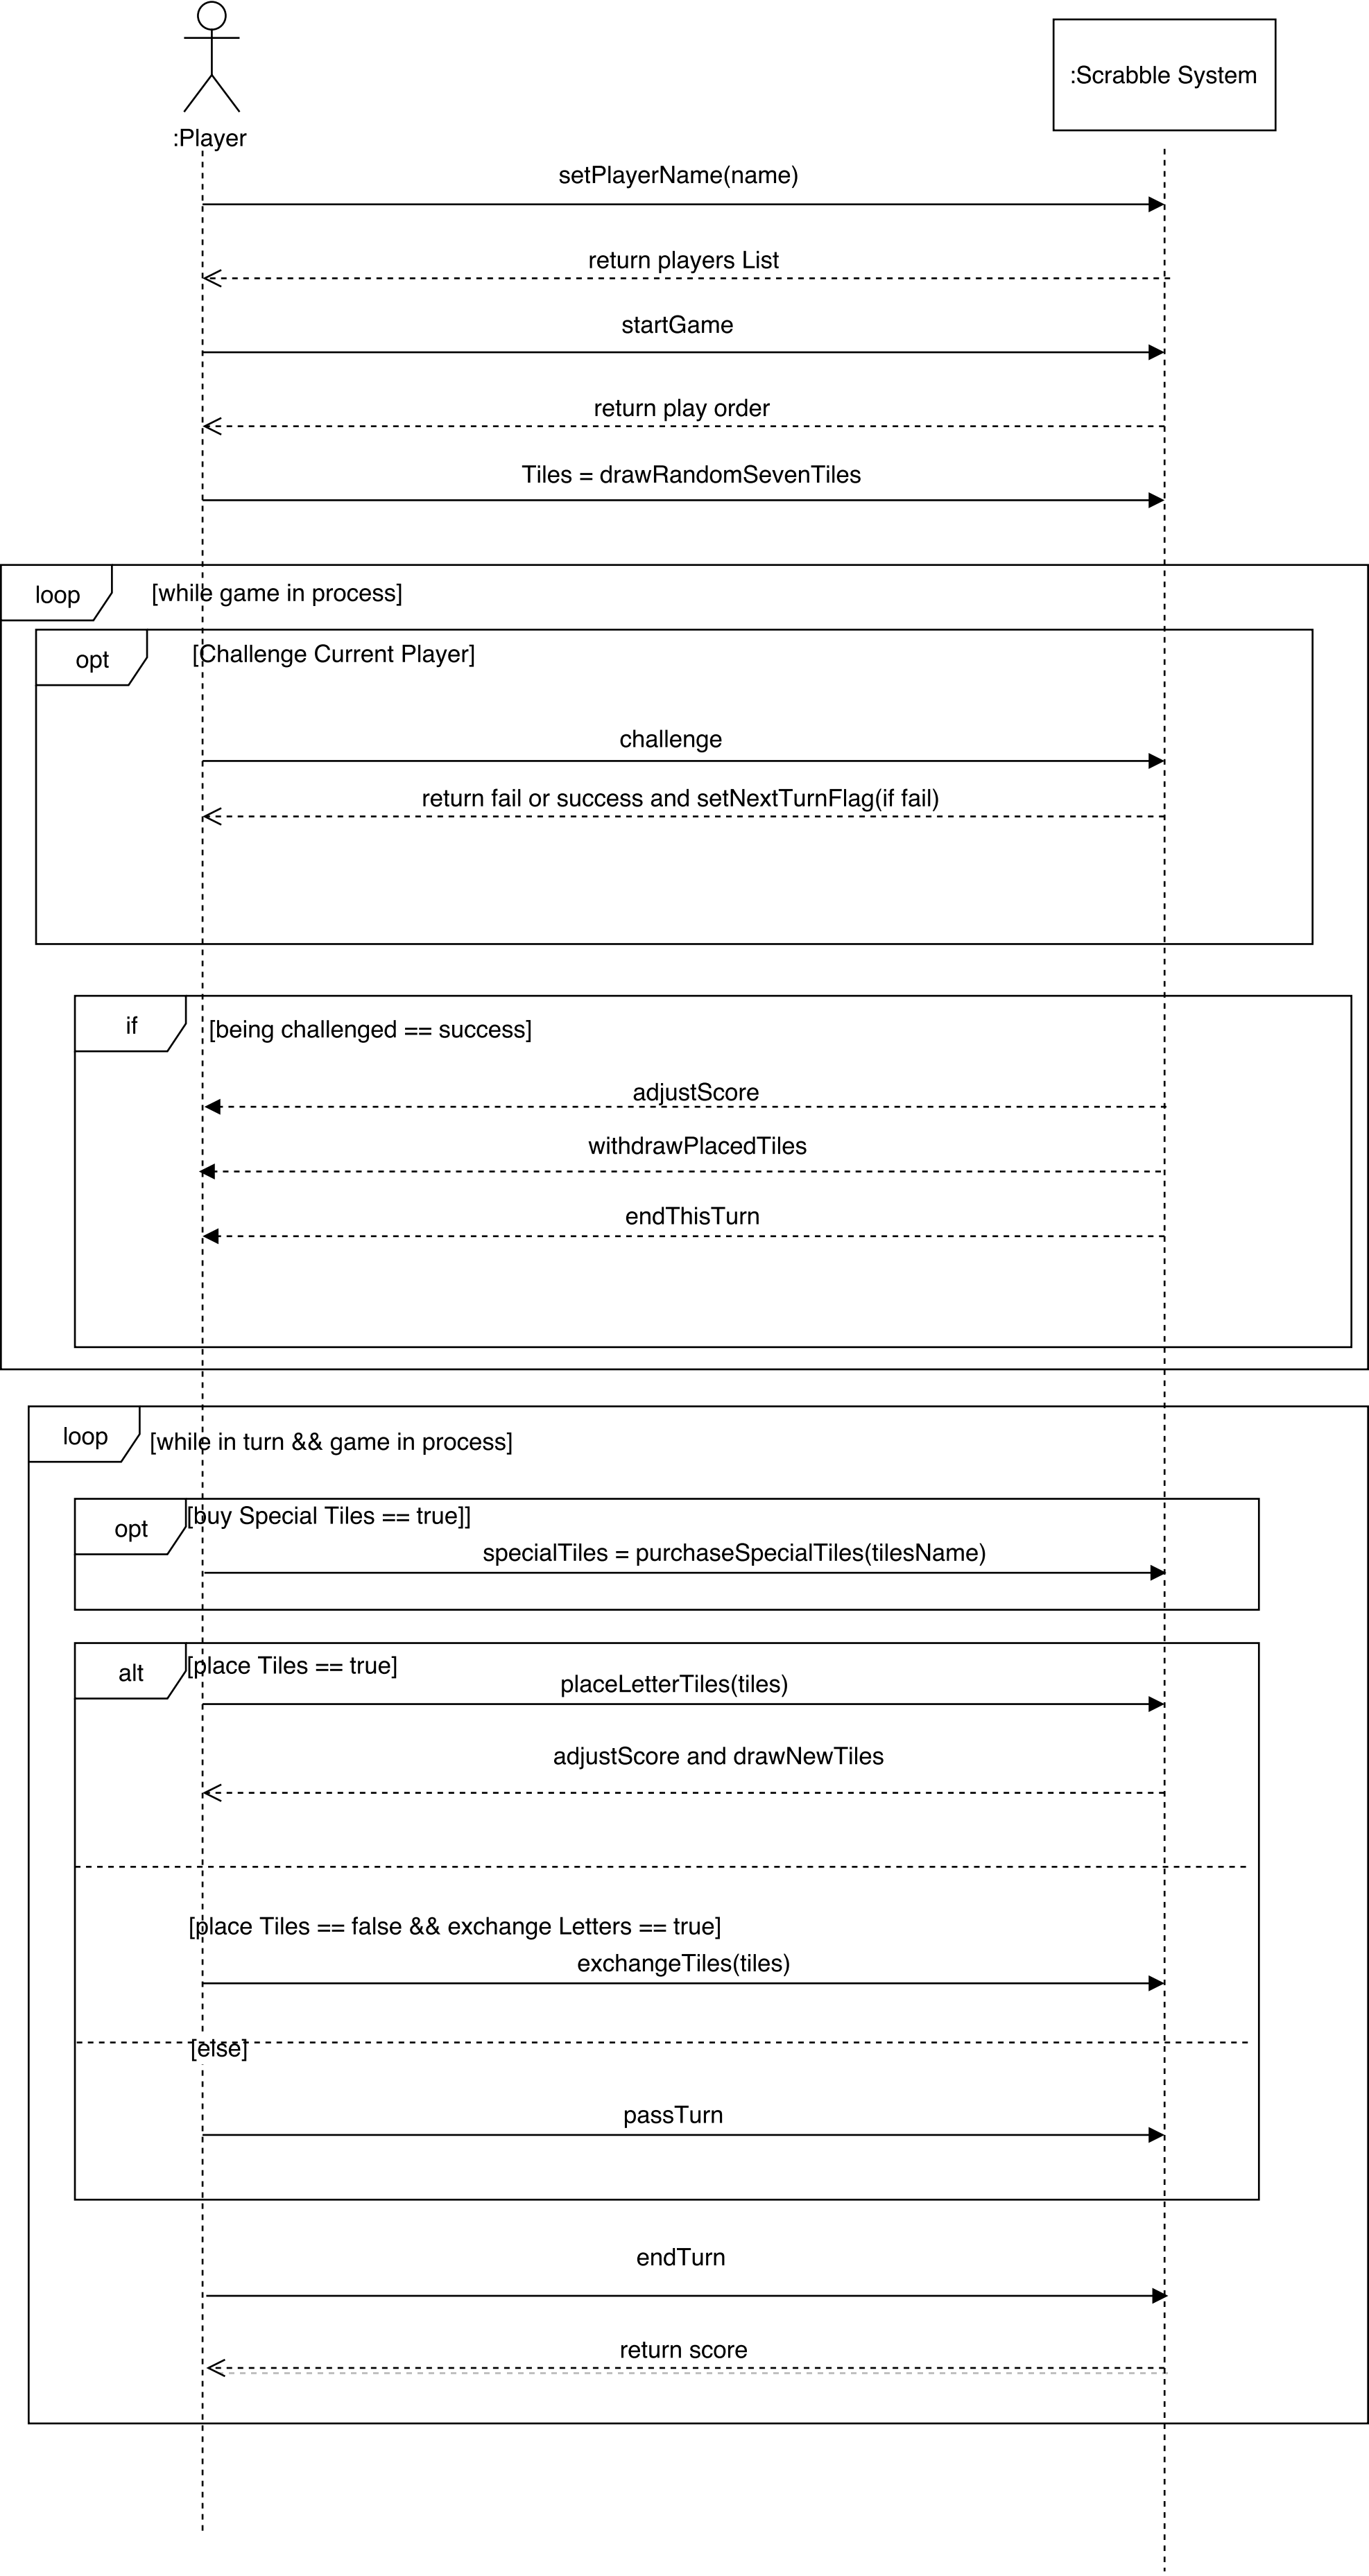 :Player
:Scrabble System
setPlayerName(name)
return players List
startGame
return play order
Tiles = drawRandomSevenTiles
loop
[while game in process]
opt
[Challenge Current Player]
challenge
return fail or success and setNextTurnFlag(if fail)
if
[being challenged == success]
adjustScore
withdrawPlacedTiles
endThisTurn
loop
[while in turn && game in process]
opt
[buy Special Tiles == true]]
specialTiles = purchaseSpecialTiles(tilesName)
alt
[place Tiles == true]
placeLetterTiles(tiles)
adjustScore and drawNewTiles
[place Tiles == false && exchange Letters == true]
exchangeTiles(tiles)
[else]
passTurn
endTurn
return score